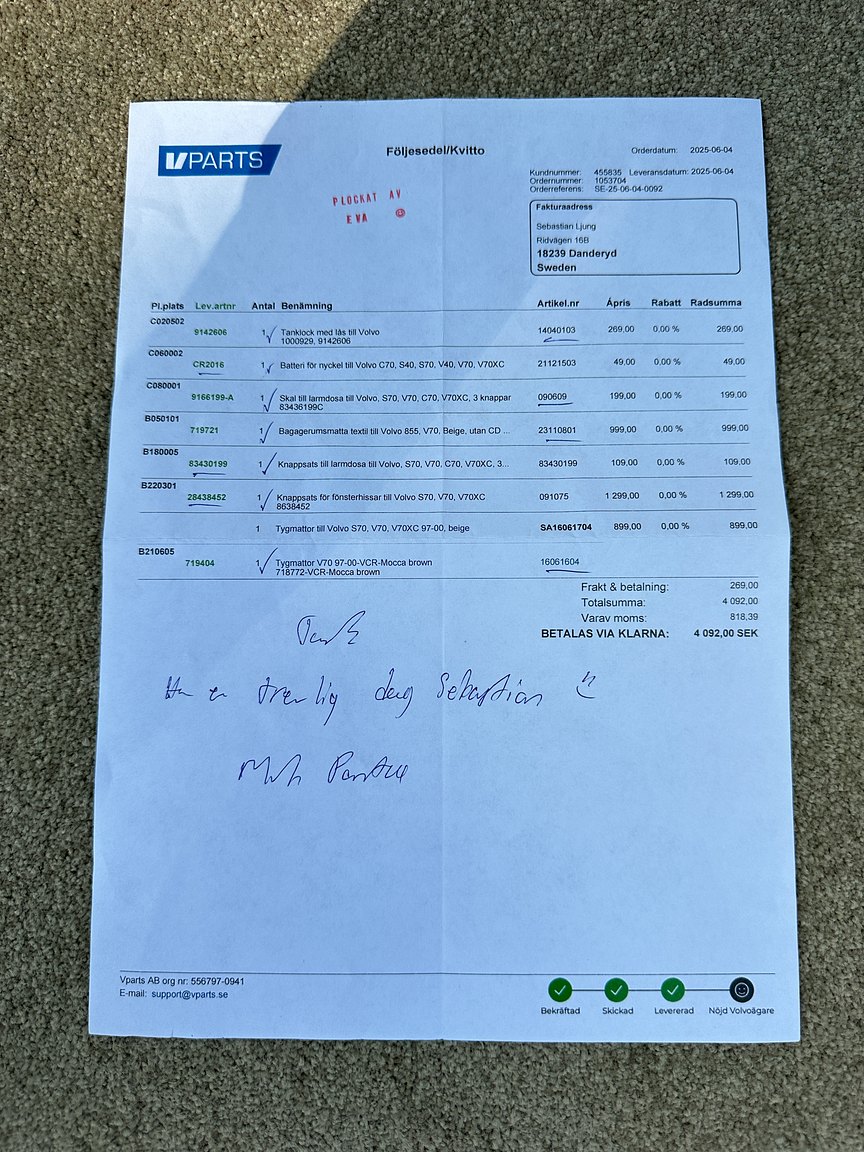 VPARTS
Följesedel/Kvitto
Orderdatum: 2025-06-04
Kundnummer: 455835 Leveransdatum: 2025-06-04
Ordernummer: 1053704
Orderreferens: SE-25-06-04-0092
PLOCKAT AV
EVA
Fakturaadress
Sebastian Ljung
Ridvägen 16B
18239 Danderyd
Sweden
Pl.plats Lev.artnr Antal Benämning Artikel.nr Ápris Rabatt Radsumma
C020502
9142606 1 Tanklock med lås till Volvo 14040103 269,00 0,00 % 269,00
1000929, 9142606
C060002
CR2016 1 Batteri för nyckel till Volvo C70, S40, S70, V40, V70, V70XC 21121503 49,00 0,00 % 49,00
C080001
9166199-A 1 Skal till larmdosa till Volvo, S70, V70, C70, V70XC, 3 knappar 090609 199,00 0,00 % 199,00
83436199C
B050101
719721 1 Bagagerumsmatta textil till Volvo 855, V70, Beige, utan CD ... 23110801 999,00 0,00 % 999,00
B180005
83430199 1 Knappsats till larmdosa till Volvo, S70, V70, C70, V70XC, 3... 83430199 109,00 0,00 % 109,00
B220301
28438452 1 Knappsats för fönsterhissar till Volvo S70, V70, V70XC 091075 1 299,00 0,00 % 1 299,00
8638452
1 Tygmattor till Volvo S70, V70, V70XC 97-00, beige SA16061704 899,00 0,00 % 899,00
B210605
719404 1 Tygmattor V70 97-00-VCR-Mocca brown 16061604
718772-VCR-Mocca brown
Frakt & betalning: 269,00
Totalsumma: 4 092,00
Varav moms: 818,39
BETALAS VIA KLARNA: 4 092,00 SEK
Ha en trevlig dag Sebastian
Vparts AB org nr: 556797-0941
E-mail: support@vparts.se
Bekräftad Skickad Levererad Nöjd Volvoägare